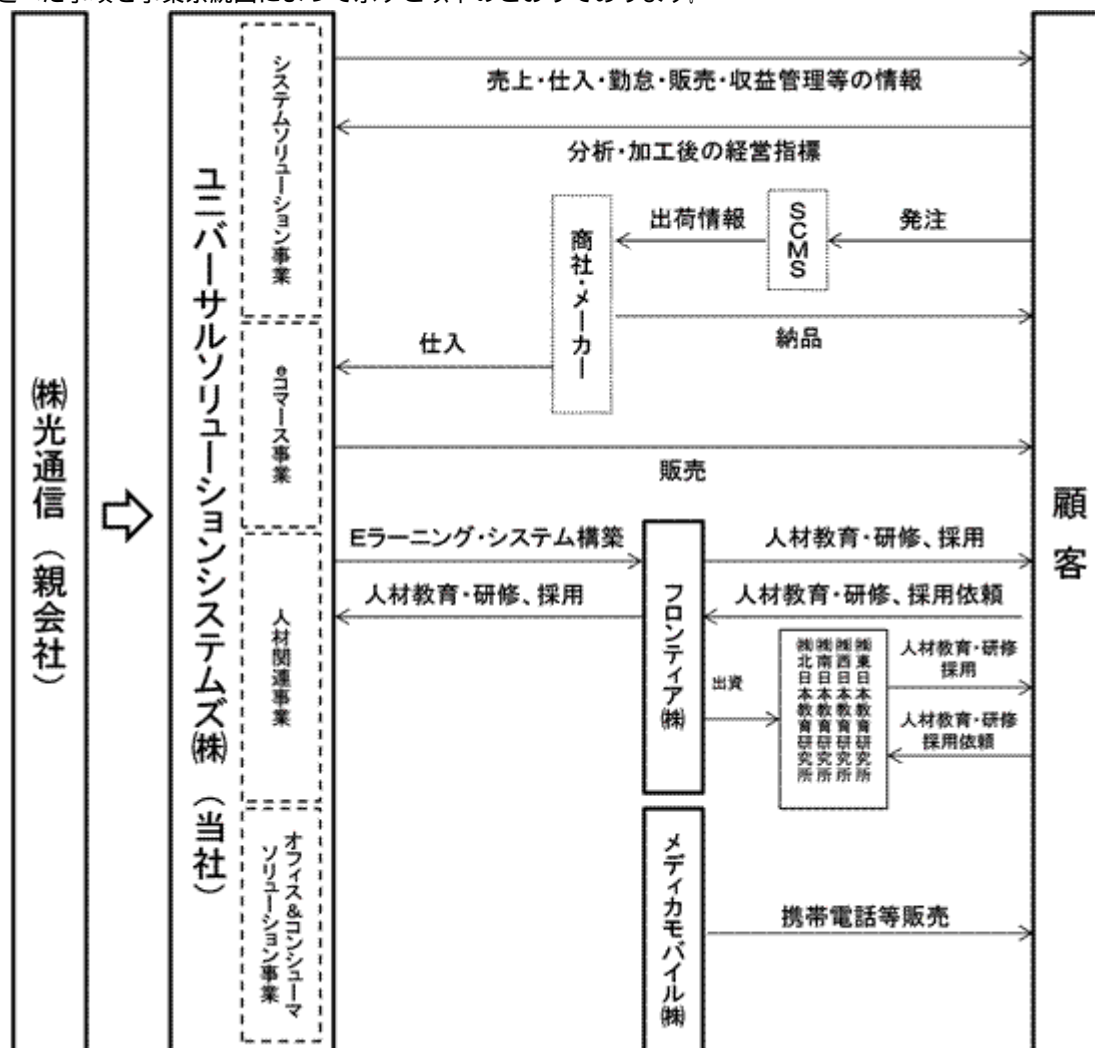 述べた事項を事業系統図によって示すと以下のとおりであります。
㈱光通信（親会社）
ユニバーサルソリューションシステムズ㈱（当社）
システムソリューション事業
eコマース事業
人材関連事業
オフィス&コンシューマ
ソリューション事業
売上・仕入・勤怠・販売・収益管理等の情報
分析・加工後の経営指標
発注
SCMS
出荷情報
商社・メーカー
納品
仕入
販売
Eラーニング・システム構築
人材教育・研修、採用
フロンティア㈱
人材教育・研修、採用
人材教育・研修、採用依頼
出資
㈱東日本教育研究所
㈱西日本教育研究所
㈱南日本教育研究所
㈱北日本教育研究所
人材教育・研修
採用
人材教育・研修
採用依頼
メディカモバイル㈱
携帯電話等販売
顧客